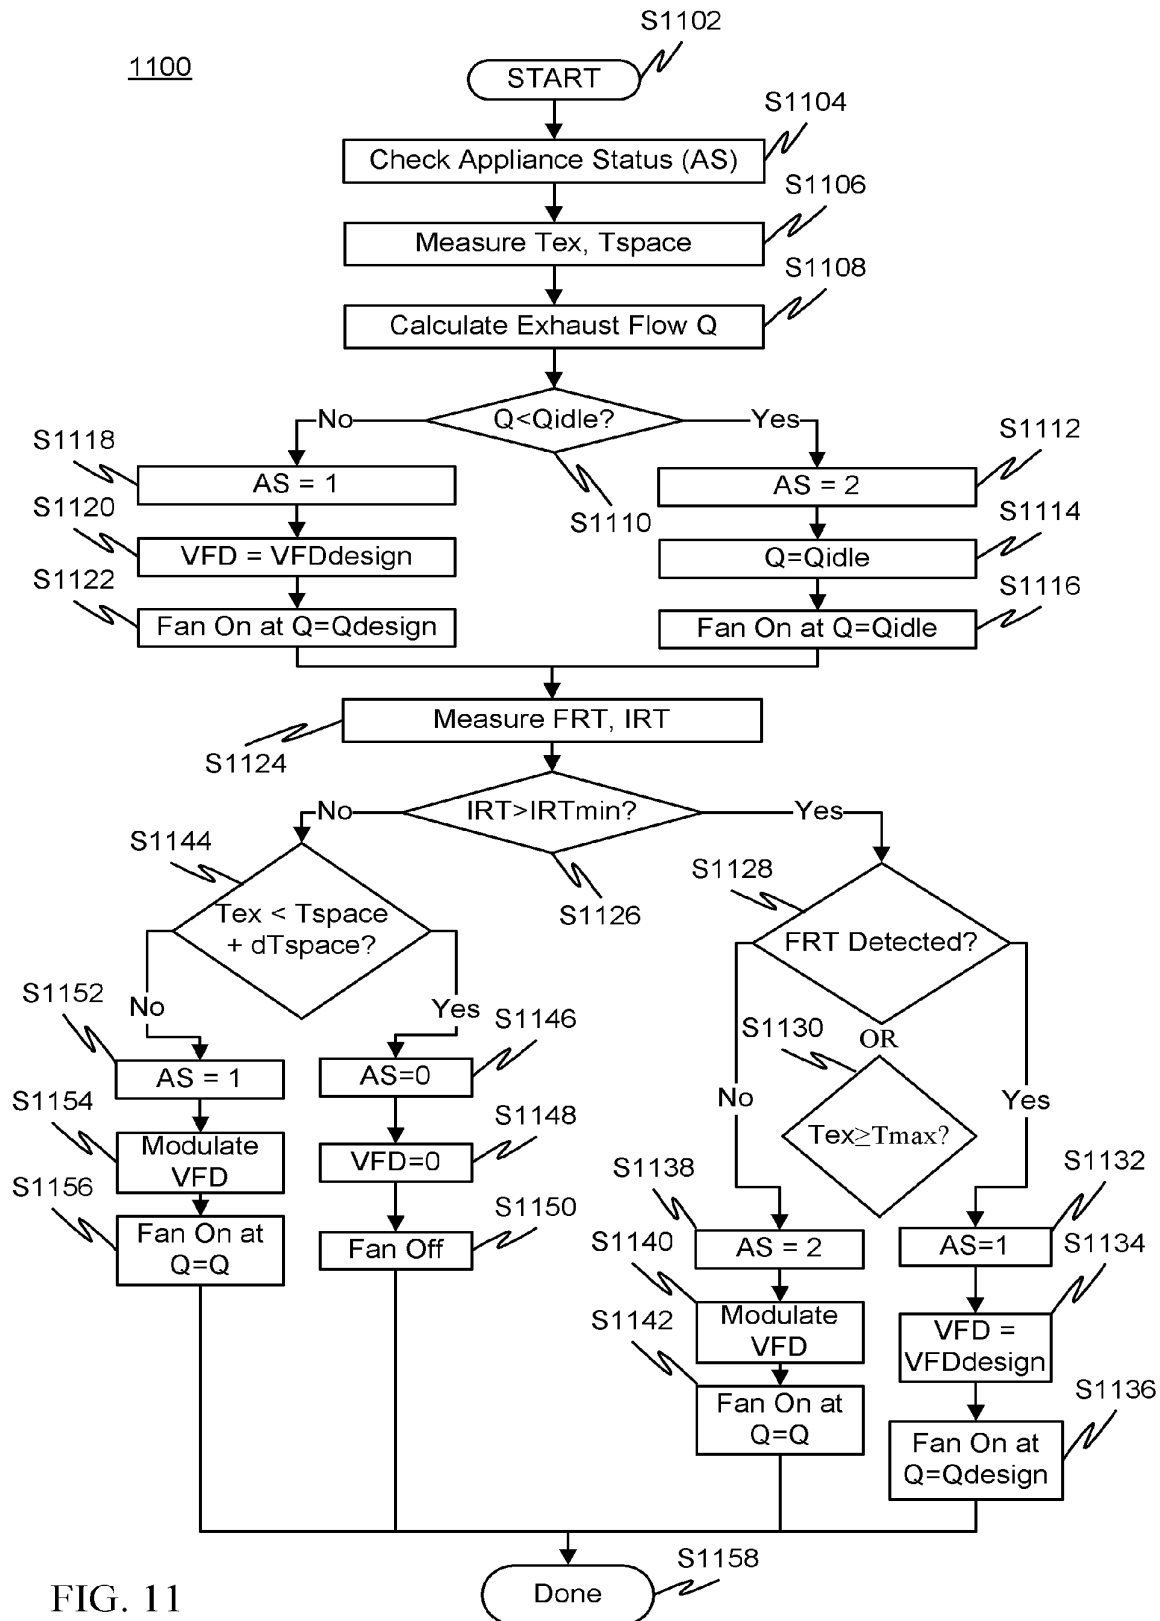 1100
S1102
START
S1104
Check Appliance Status (AS)
S1106
Measure Tex, Tspace
S1108
Calculate Exhaust Flow Q
Q<Qidle?
No
Yes
S1110
S1118
AS = 1
S1112
AS = 2
S1120
VFD = VFDdesign
S1114
Q=Qidle
S1122
Fan On at Q=Qdesign
S1116
Fan On at Q=Qidle
Measure FRT, IRT
S1124
IRT>IRTmin?
No
Yes
S1126
S1144
Tex < Tspace
+ dTspace?
No
Yes
S1128
FRT Detected?
OR
S1130
Tex≥Tmax?
No
Yes
S1152
AS = 1
S1154
Modulate
VFD
S1156
Fan On at
Q=Q
S1146
AS=0
S1148
VFD=0
S1150
Fan Off
S1138
AS = 2
S1140
Modulate
VFD
S1142
Fan On at
Q=Q
S1132
AS=1
S1134
VFD =
VFDdesign
S1136
Fan On at
Q=Qdesign
S1158
Done
FIG. 11